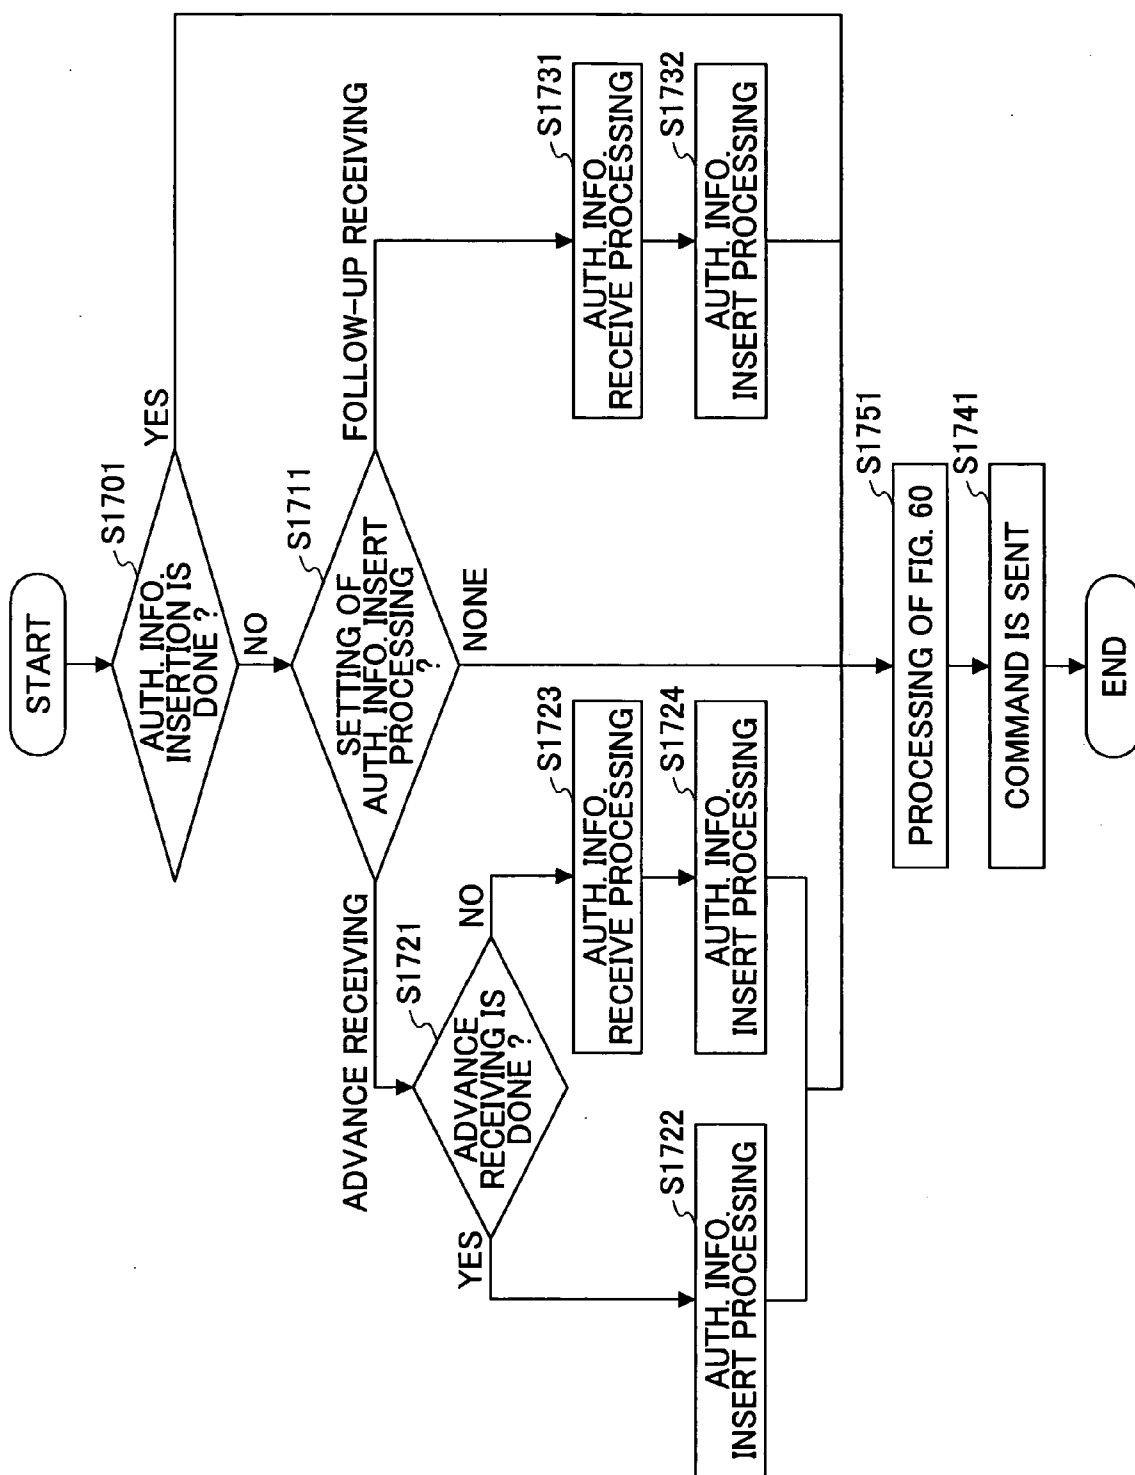 START
S1701
AUTH. INFO.
INSERTION IS
DONE ?
YES
NO
S1711
SETTING OF
AUTH. INFO. INSERT
PROCESSING
?
ADVANCE RECEIVING
FOLLOW-UP RECEIVING
NONE
S1721
ADVANCE
RECEIVING IS
DONE ?
YES
NO
S1722
AUTH. INFO.
INSERT PROCESSING
S1723
AUTH. INFO.
RECEIVE PROCESSING
S1724
AUTH. INFO.
INSERT PROCESSING
S1731
AUTH. INFO.
RECEIVE PROCESSING
S1732
AUTH. INFO.
INSERT PROCESSING
S1751
PROCESSING OF FIG. 60
S1741
COMMAND IS SENT
END